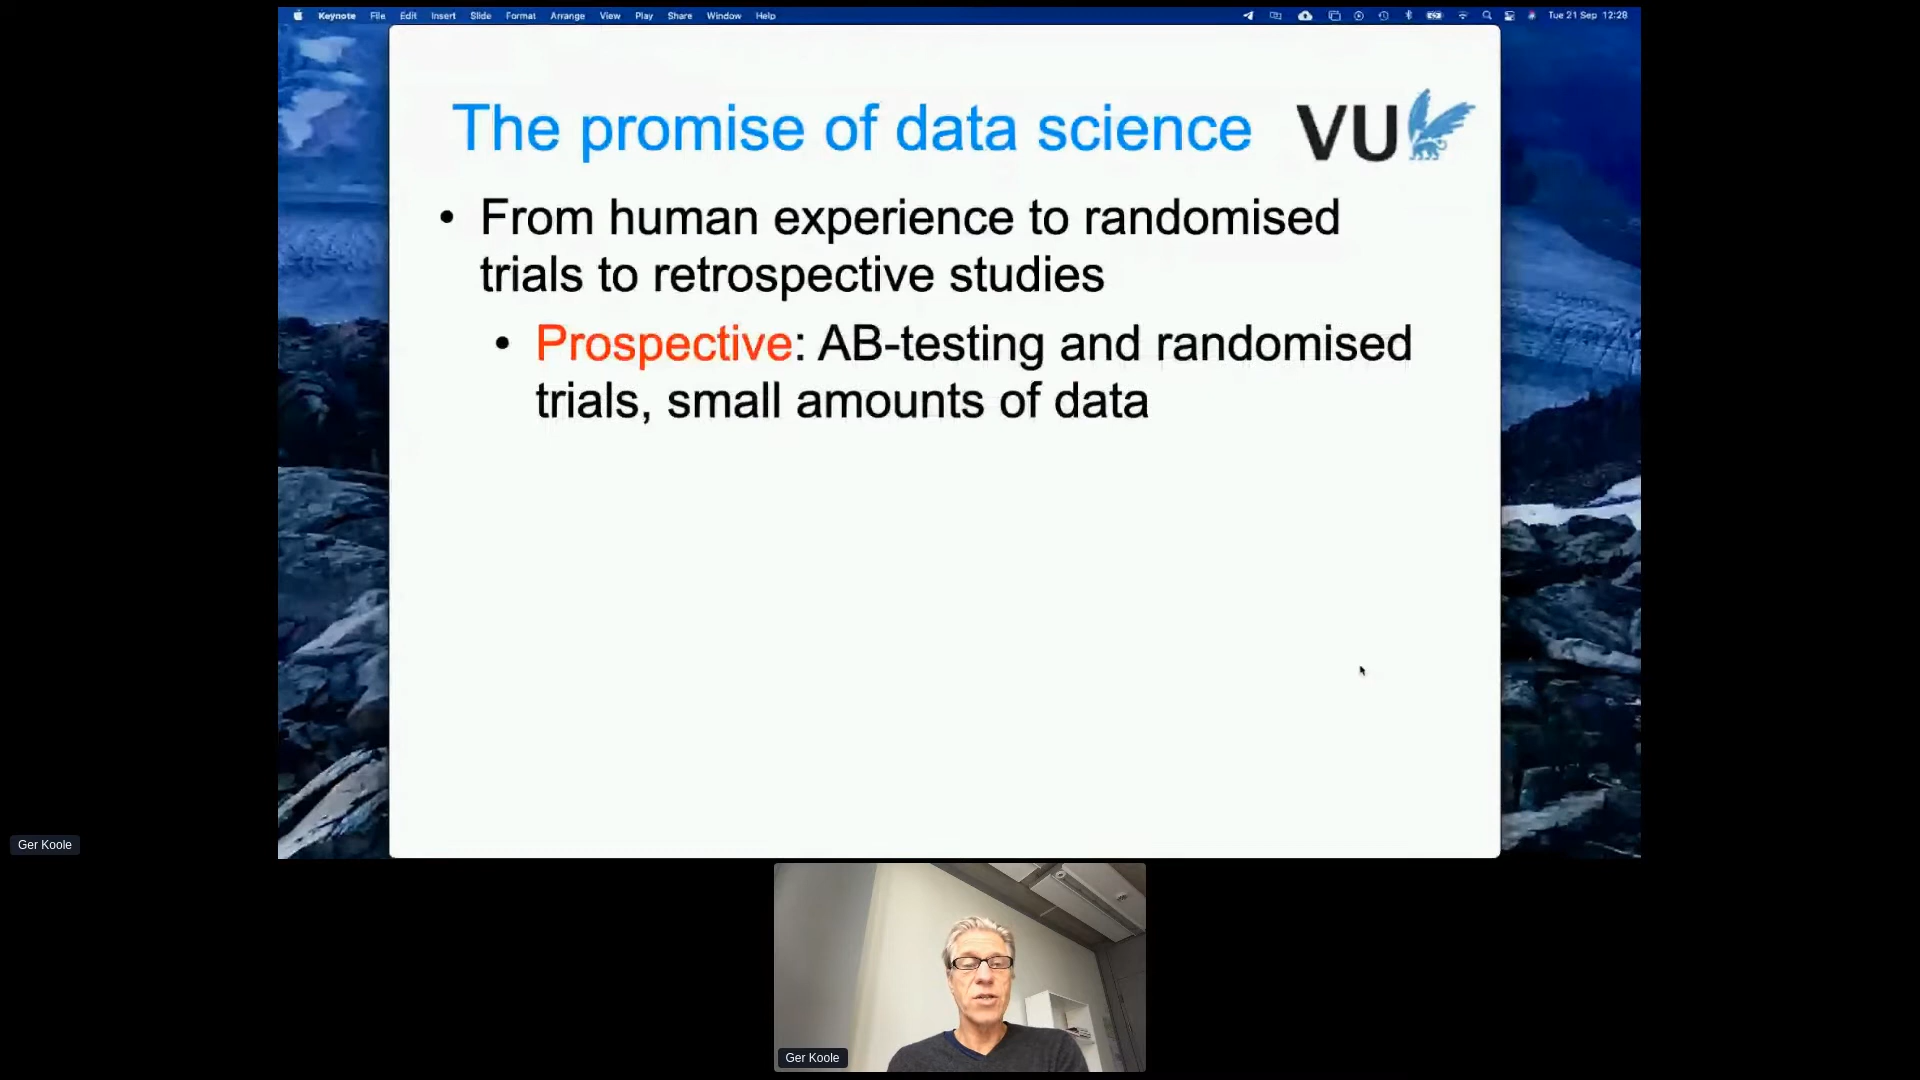 Keynote File Edit Insert Slide Format Arrange View Play Share Window Help Tue 21 Sep 12:28
The promise of data science
VU
• From human experience to randomised
trials to retrospective studies
• Prospective: AB-testing and randomised
trials, small amounts of data
Ger Koole
Ger Koole